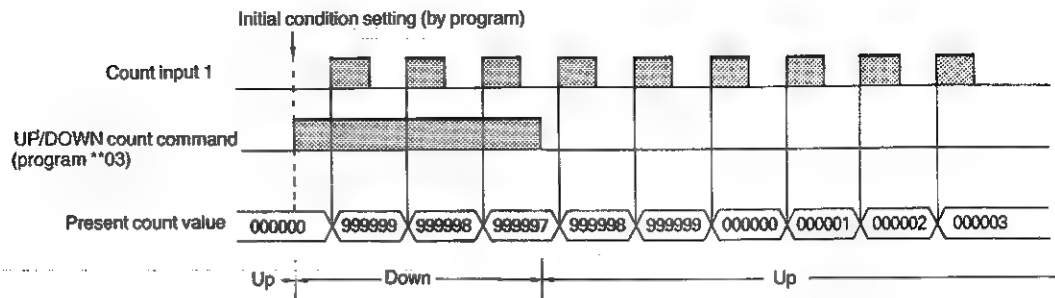 Initial condition setting (by program)
Count input 1
UP/DOWN count command
(program **03)
Present count value 000000 999999 999998 999997 999998 999999 000000 000001 000002 000003
Up Down Up